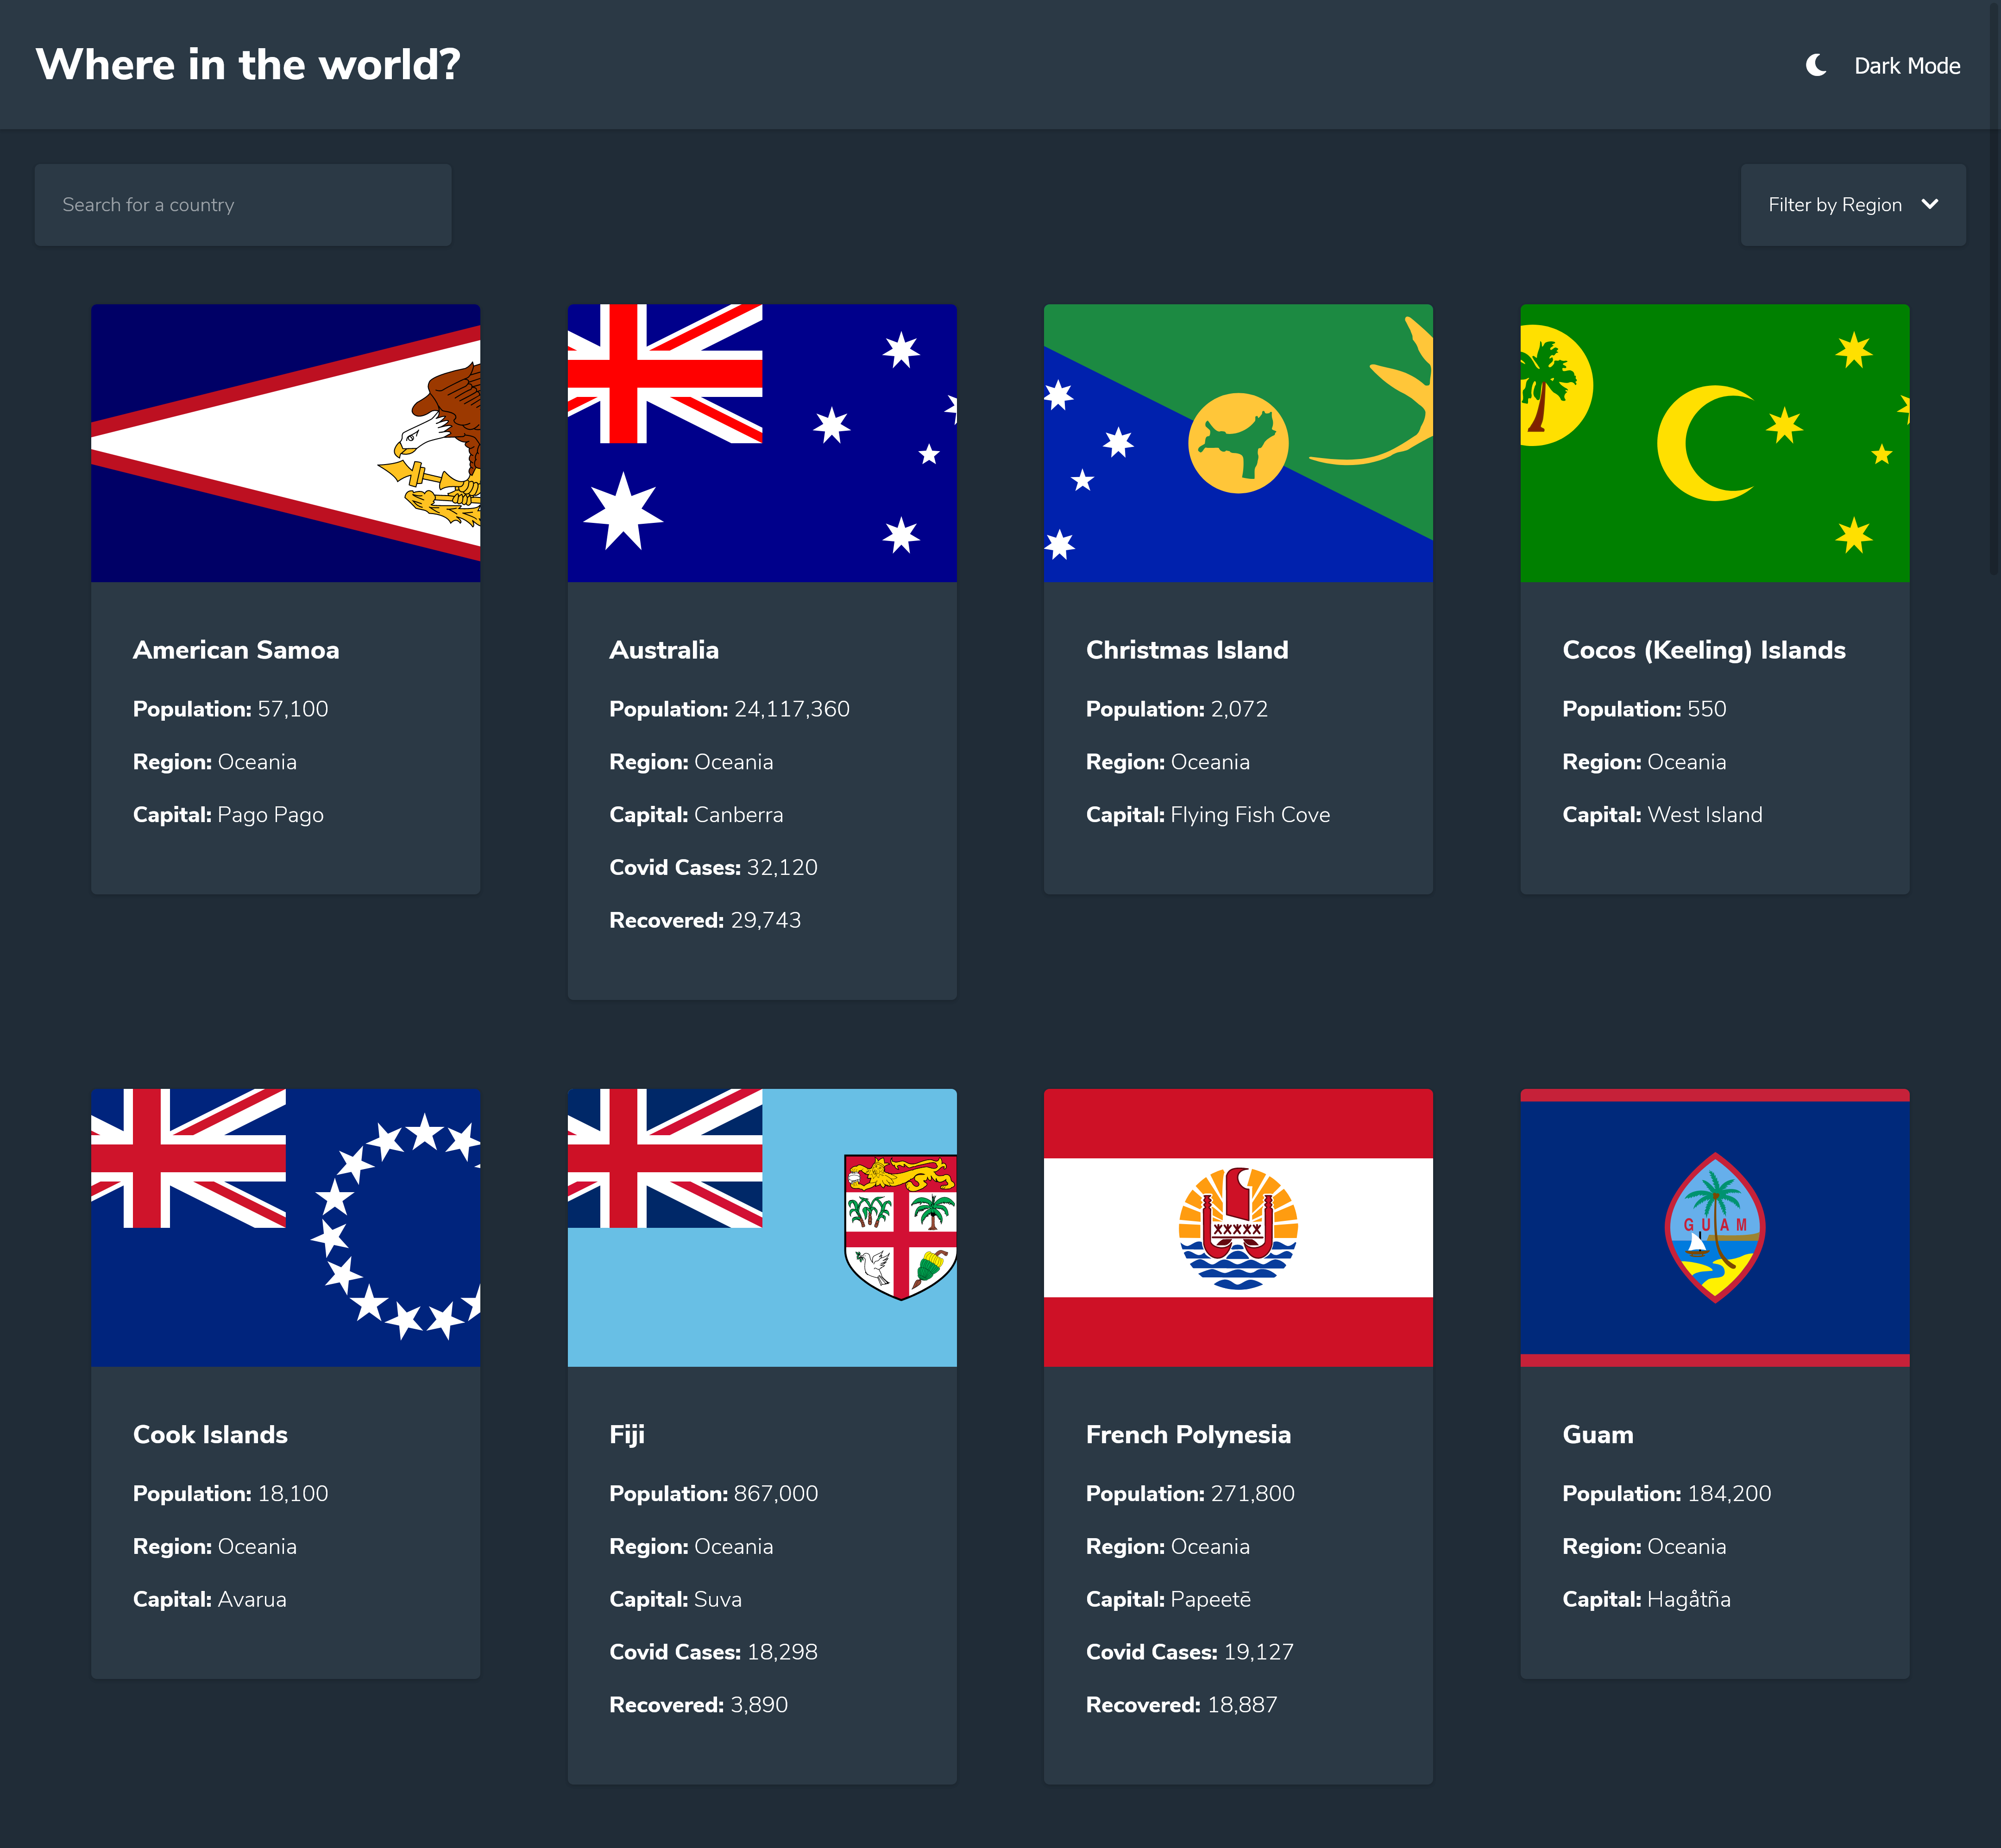 Where in the world?
Dark Mode
Search for a country
Filter by Region
American Samoa
Population: 57,100
Region: Oceania
Capital: Pago Pago
Australia
Population: 24,117,360
Region: Oceania
Capital: Canberra
Covid Cases: 32,120
Recovered: 29,743
Christmas Island
Population: 2,072
Region: Oceania
Capital: Flying Fish Cove
Cocos (Keeling) Islands
Population: 550
Region: Oceania
Capital: West Island
Cook Islands
Population: 18,100
Region: Oceania
Capital: Avarua
Fiji
Population: 867,000
Region: Oceania
Capital: Suva
Covid Cases: 18,298
Recovered: 3,890
French Polynesia
Population: 271,800
Region: Oceania
Capital: Papeetē
Covid Cases: 19,127
Recovered: 18,887
GUAM
Guam
Population: 184,200
Region: Oceania
Capital: Hagåtña